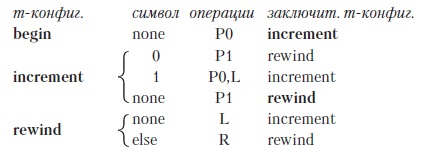 т-конфиг. символ операции заключит. т-конфиг.
begin none P0 increment
0 P1 rewind
increment 1 P0,L increment
none P1 rewind
rewind none L increment
else R rewind